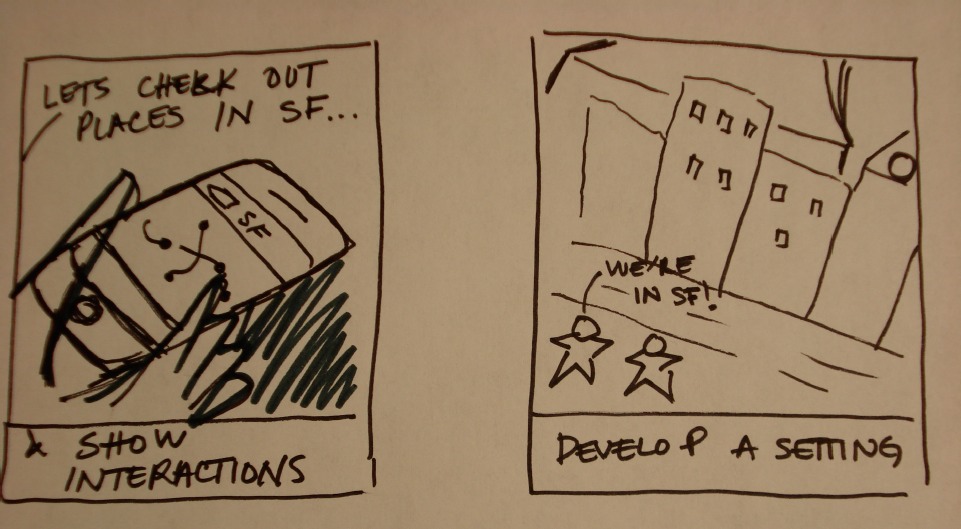 LETS CHECK OUT
PLACES IN SF...
SF
* SHOW
INTERACTIONS
WE'RE
IN SF!
DEVELOP A SETTING